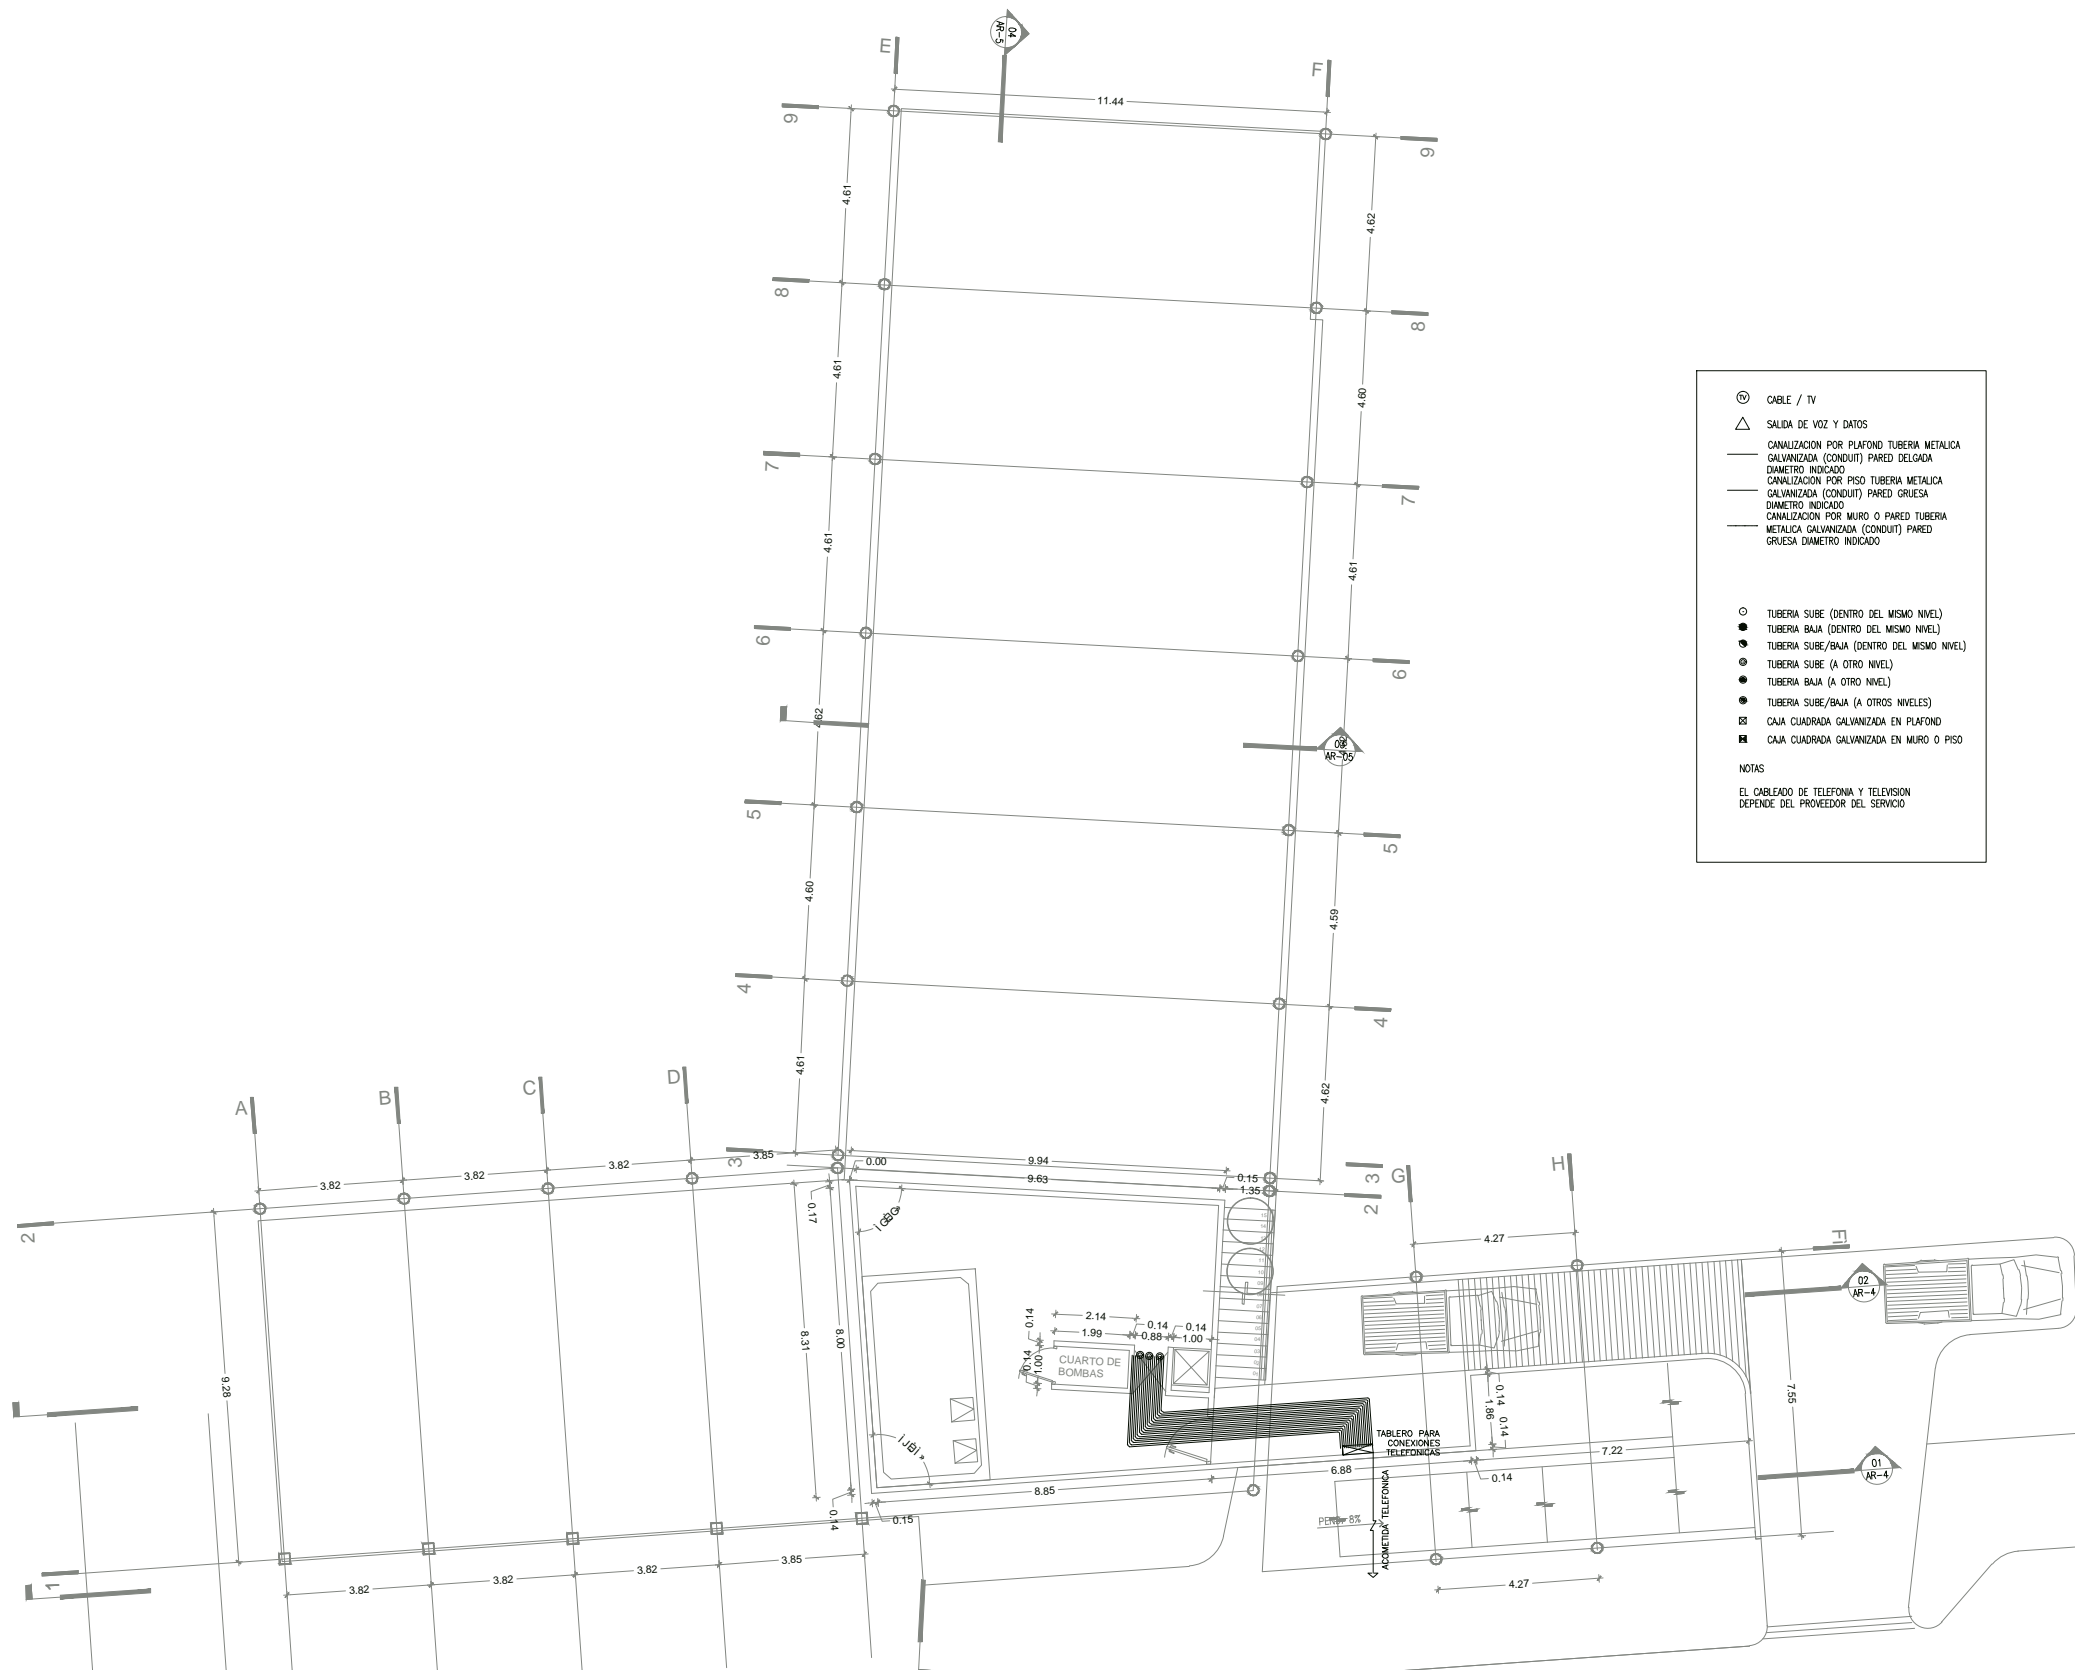 04
AR-5
E
F
11.44
9
9
4.61
4.62
8
8
4.61
4.60
7
7
4.61
4.61
6
6
4.62
03
AR-05
5
5
4.60
4.59
4
4
4.61
4.62
CABLE / TV
TV
SALIDA DE VOZ Y DATOS
CANALIZACION POR PLAFOND TUBERIA METALICA
GALVANIZADA (CONDUIT) PARED DELGADA
DIAMETRO INDICADO
CANALIZACION POR PISO TUBERIA METALICA
GALVANIZADA (CONDUIT) PARED GRUESA
DIAMETRO INDICADO
CANALIZACION POR MURO O PARED TUBERIA
METALICA GALVANIZADA (CONDUIT) PARED
GRUESA DIAMETRO INDICADO
TUBERIA SUBE (DENTRO DEL MISMO NIVEL)
TUBERIA BAJA (DENTRO DEL MISMO NIVEL)
TUBERIA SUBE/BAJA (DENTRO DEL MISMO NIVEL)
TUBERIA SUBE (A OTRO NIVEL)
TUBERIA BAJA (A OTRO NIVEL)
TUBERIA SUBE/BAJA (A OTROS NIVELES)
CAJA CUADRADA GALVANIZADA EN PLAFOND
CAJA CUADRADA GALVANIZADA EN MURO O PISO
NOTAS
EL CABLEADO DE TELEFONIA Y TELEVISION
DEPENDE DEL PROVEEDOR DEL SERVICIO
A
B
C
D
3
3
G
H
3.82
3.82
3.82
3.85
0.00
9.94
9.63
0.15
1.35
2
2
0.17
4.27
F'
02
AR-4
9.28
8.31
8.00
0.14
2.14
1.99
0.14
0.88
0.14
1.00
0.14
1.00
CUARTO DE
BOMBAS
0.14
1.86
0.14
7.55
TABLERO PARA
CONEXIONES
TELEFONICAS
7.22
6.88
0.14
8.85
0.15
0.14
01
AR-4
PEND. 8%
ACOMETIDA TELEFONICA
1
3.82
3.82
3.82
3.85
4.27